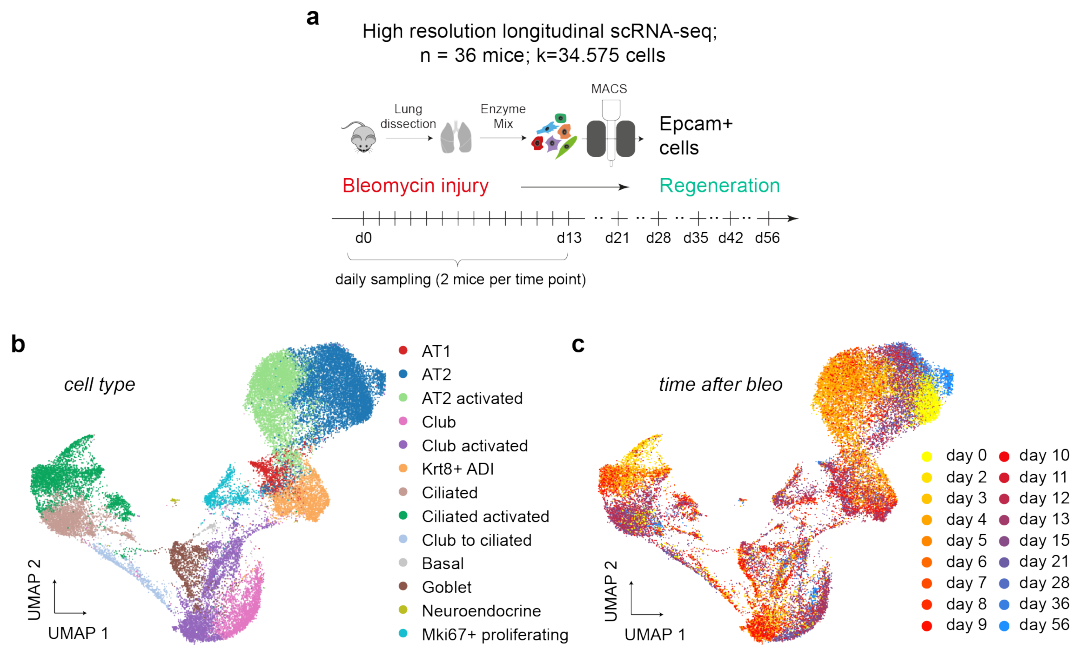 a
High resolution longitudinal scRNA-seq;
n = 36 mice; k=34.575 cells
MACS
Lung
dissection
Enzyme
Mix
Epcam+
cells
Bleomycin injury
Regeneration
d0
d13
d21
d28
d35
d42
d56
daily sampling (2 mice per time point)
b
cell type
AT1
AT2
AT2 activated
Club
Club activated
Krt8+ ADI
Ciliated
Ciliated activated
Club to ciliated
Basal
Goblet
Neuroendocrine
Mki67+ proliferating
UMAP 2
UMAP 1
c
time after bleo
day 0
day 2
day 3
day 4
day 5
day 6
day 7
day 8
day 9
day 10
day 11
day 12
day 13
day 15
day 21
day 28
day 36
day 56
UMAP 2
UMAP 1